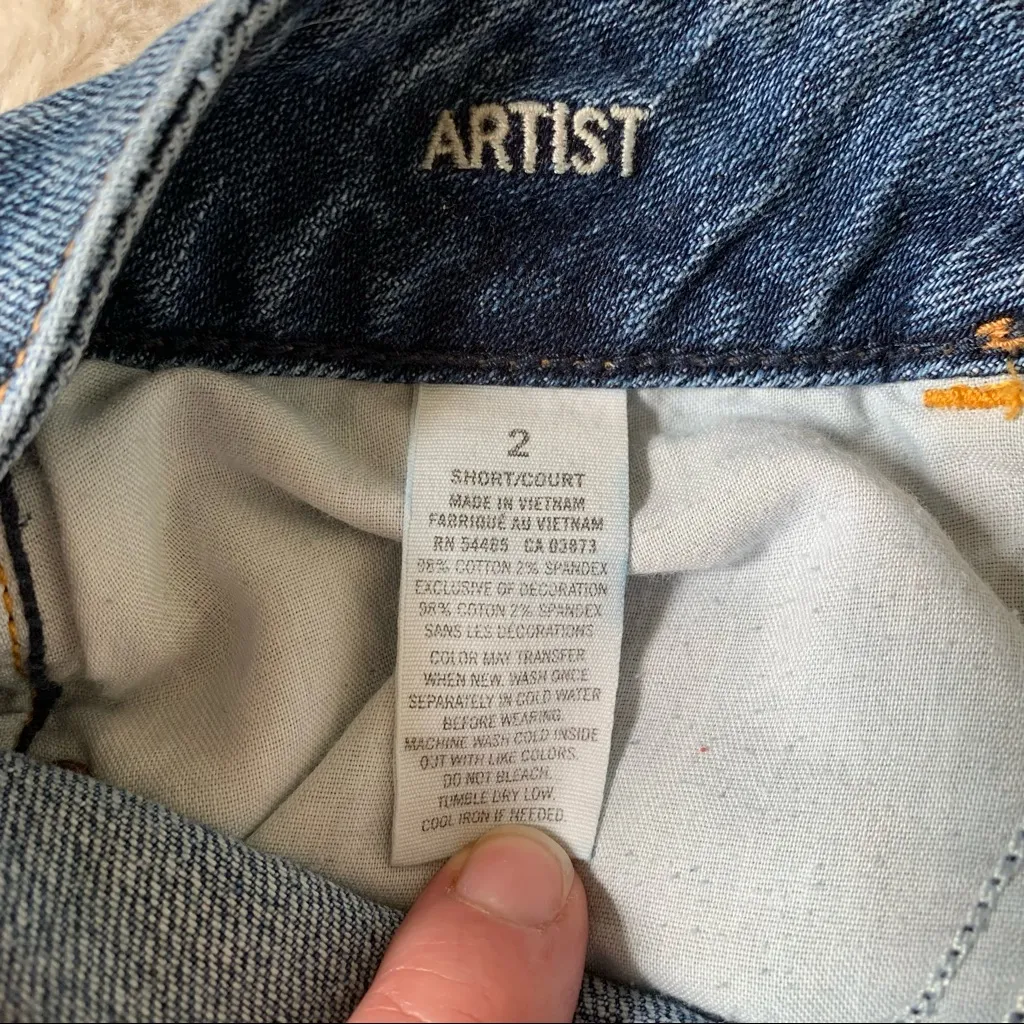 ARTIST
2
SHORT/COURT
MADE IN VIETNAM
FABRIQUÉ AU VIETNAM
RN 54485 CA 03973
98% COTTON 2% SPANDEX
EXCLUSIVE OF DECORATION
98% COTON 2% SPANDEX
SANS LES DÉCORATIONS
COLOR MAY TRANSFER
WHEN NEW. WASH ONCE
SEPARATELY IN COLD WATER
BEFORE WEARING.
MACHINE WASH COLD INSIDE
OUT WITH LIKE COLORS.
DO NOT BLEACH.
TUMBLE DRY LOW.
COOL IRON IF NEEDED.